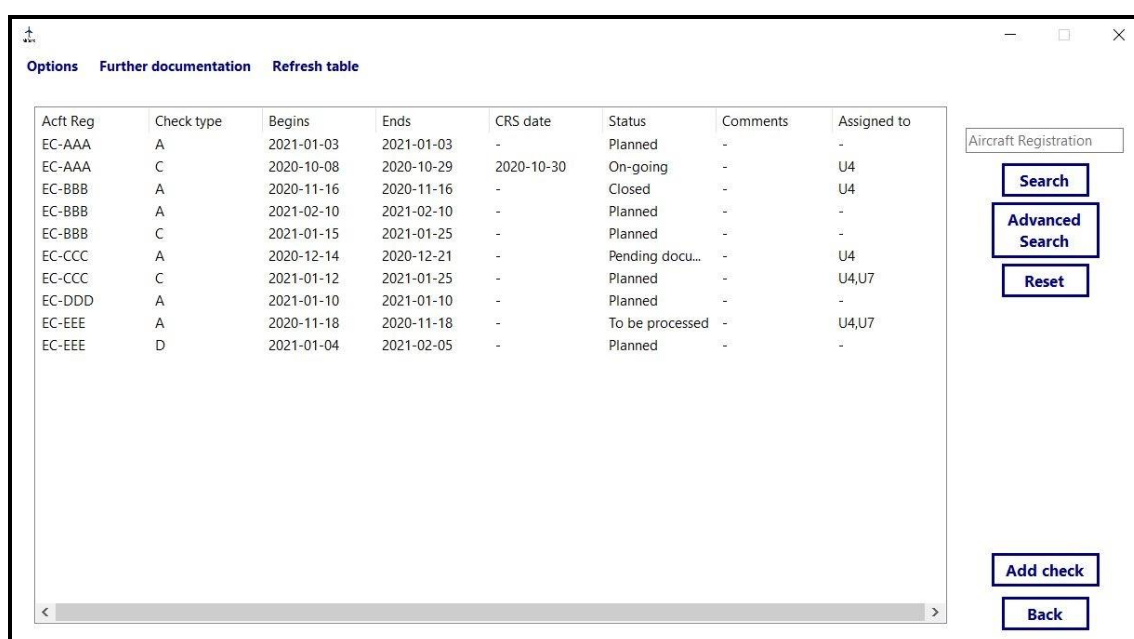 Options Further documentation Refresh table
Acft Reg Check type Begins Ends CRS date Status Comments Assigned to
EC-AAA A 2021-01-03 2021-01-03 - Planned - -
EC-AAA C 2020-10-08 2020-10-29 2020-10-30 On-going - U4
EC-BBB A 2020-11-16 2020-11-16 - Closed - U4
EC-BBB A 2021-02-10 2021-02-10 - Planned - -
EC-BBB C 2021-01-15 2021-01-25 - Planned - -
EC-CCC A 2020-12-14 2020-12-21 - Pending docu... - U4
EC-CCC C 2021-01-12 2021-01-25 - Planned - U4,U7
EC-DDD A 2021-01-10 2021-01-10 - Planned - -
EC-EEE A 2020-11-18 2020-11-18 - To be processed - U4,U7
EC-EEE D 2021-01-04 2021-02-05 - Planned - -
Aircraft Registration
Search
Advanced
Search
Reset
Add check
Back